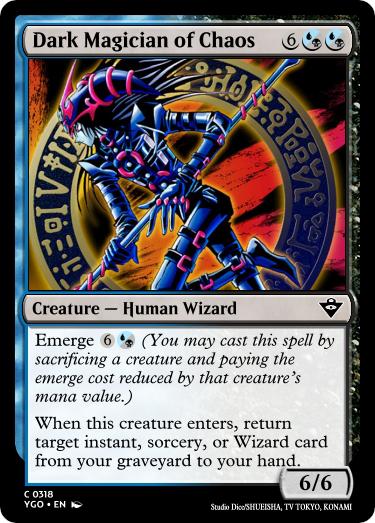 Dark Magician of Chaos 6
Creature — Human Wizard
Emerge 6 (You may cast this spell by
sacrificing a creature and paying the
emerge cost reduced by that creature's
mana value.)
When this creature enters, return
target instant, sorcery, or Wizard card
from your graveyard to your hand.
6/6
C 0318
YGO • EN
Studio Dice/SHUEISHA, TV TOKYO, KONAMI